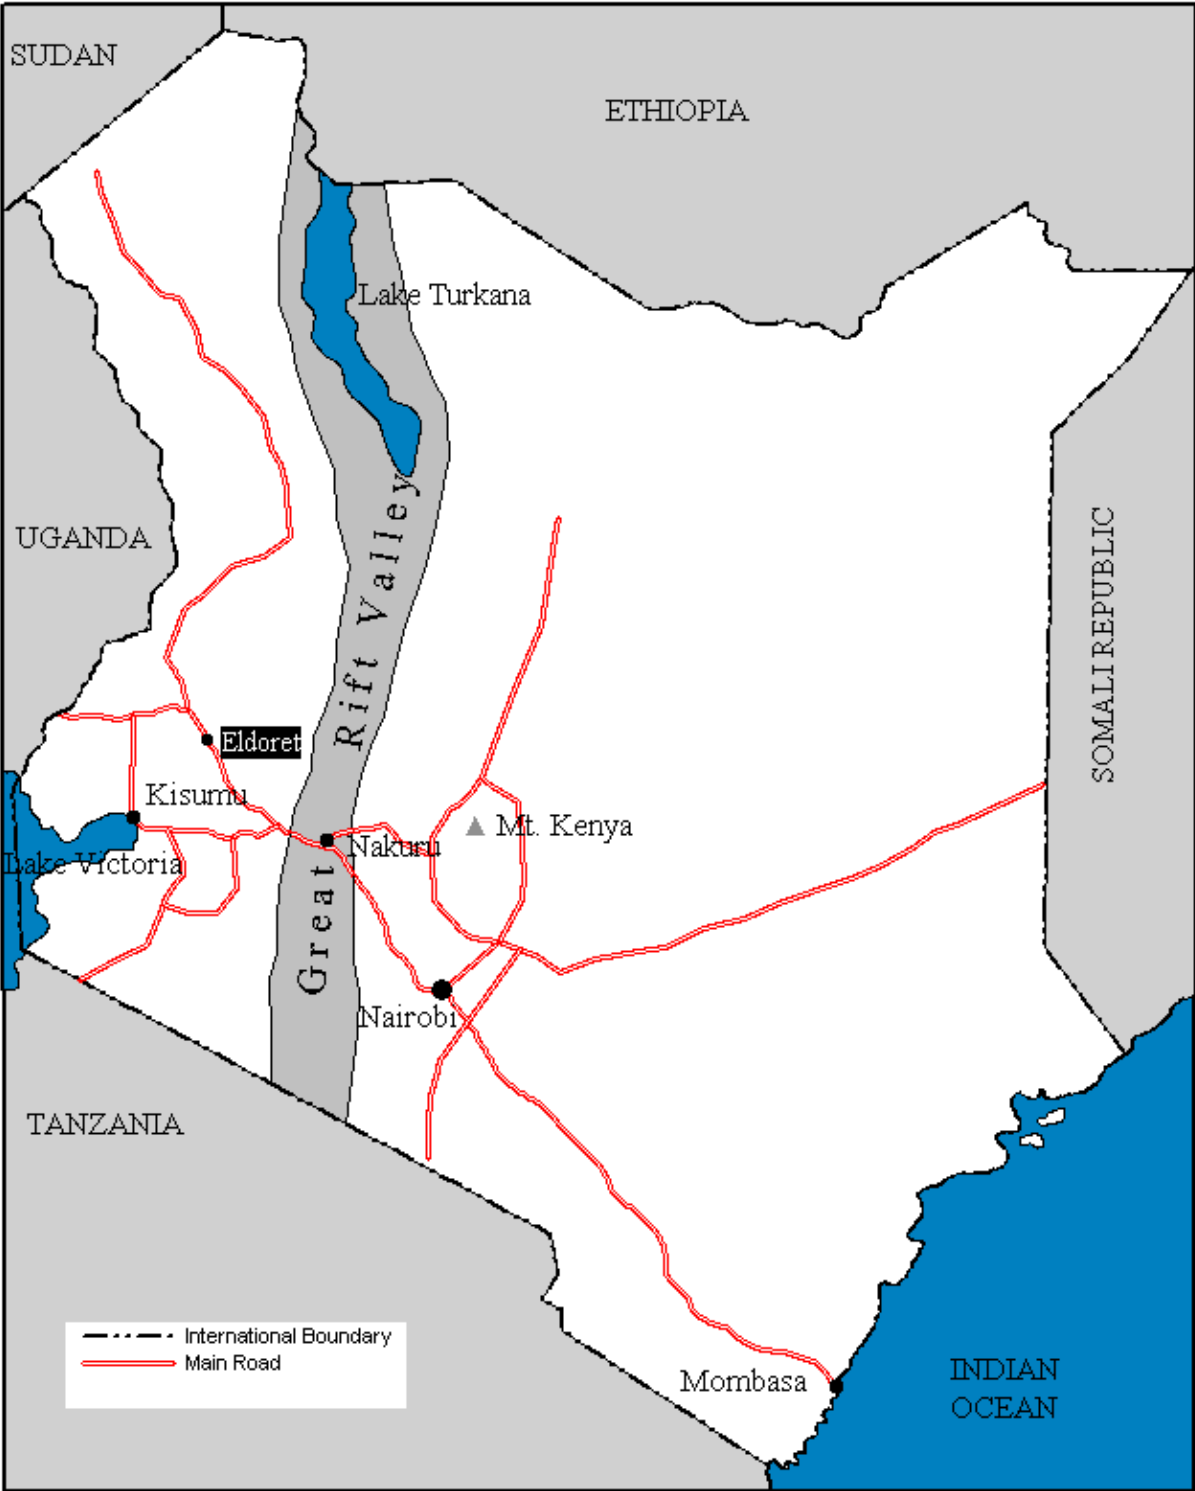 SUDAN
ETHIOPIA
Lake Turkana
UGANDA
SOMALI REPUBLIC
Great Rift Valley
Eldoret
Kisumu
Mt. Kenya
Nakuru
Lake Victoria
Nairobi
TANZANIA
International Boundary
Main Road
Mombasa
INDIAN
OCEAN